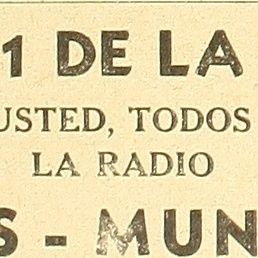 1 DE LA
USTED, TODOS
LA RADIO
S - MUN